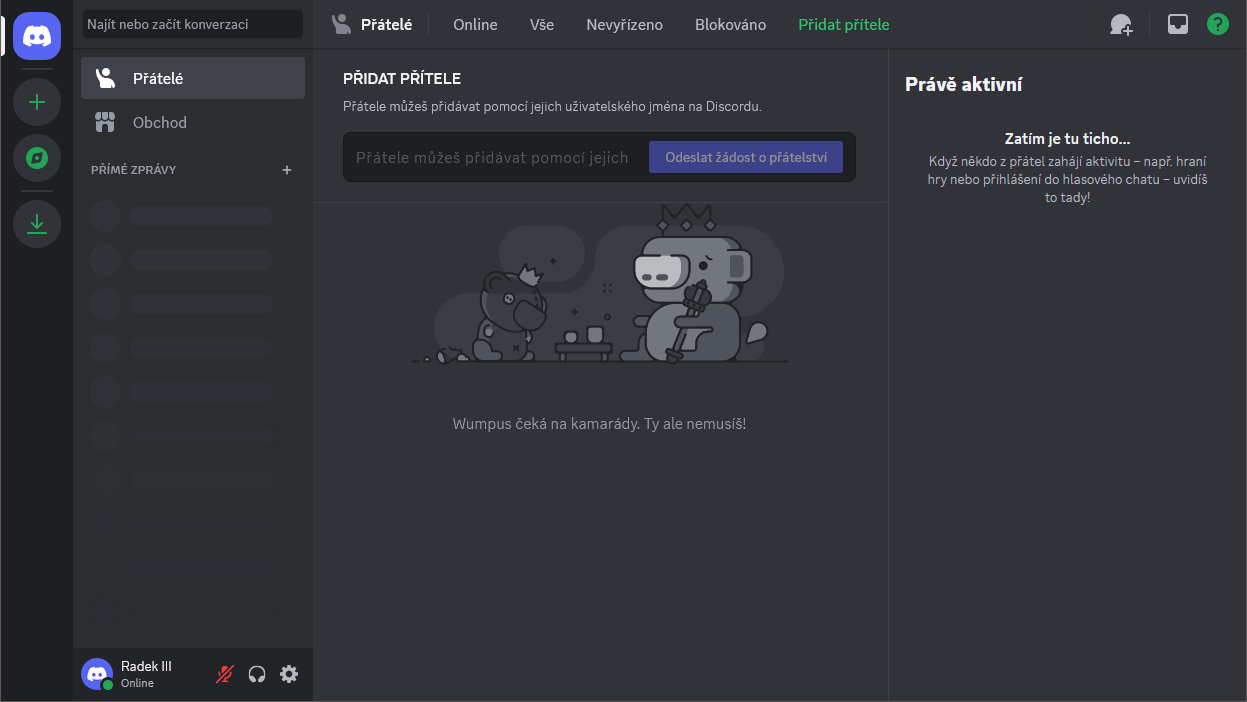 Najít nebo začít konverzaci
Přátelé
Online
Vše
Nevyřízeno
Blokováno
Přidat přítele
?
Přátelé
Obchod
PŘÍMÉ ZPRÁVY
+
PŘIDAT PŘÍTELE
Přátele můžeš přidávat pomocí jejich uživatelského jména na Discordu.
Přátele můžeš přidávat pomocí jejich
Odeslat žádost o přátelství
Wumpus čeká na kamarády. Ty ale nemusíš!
Právě aktivní
Zatím je tu ticho...
Když někdo z přátel zahájí aktivitu – např. hraní
hry nebo přihlášení do hlasového chatu – uvidíš
to tady!
Radek III
Online